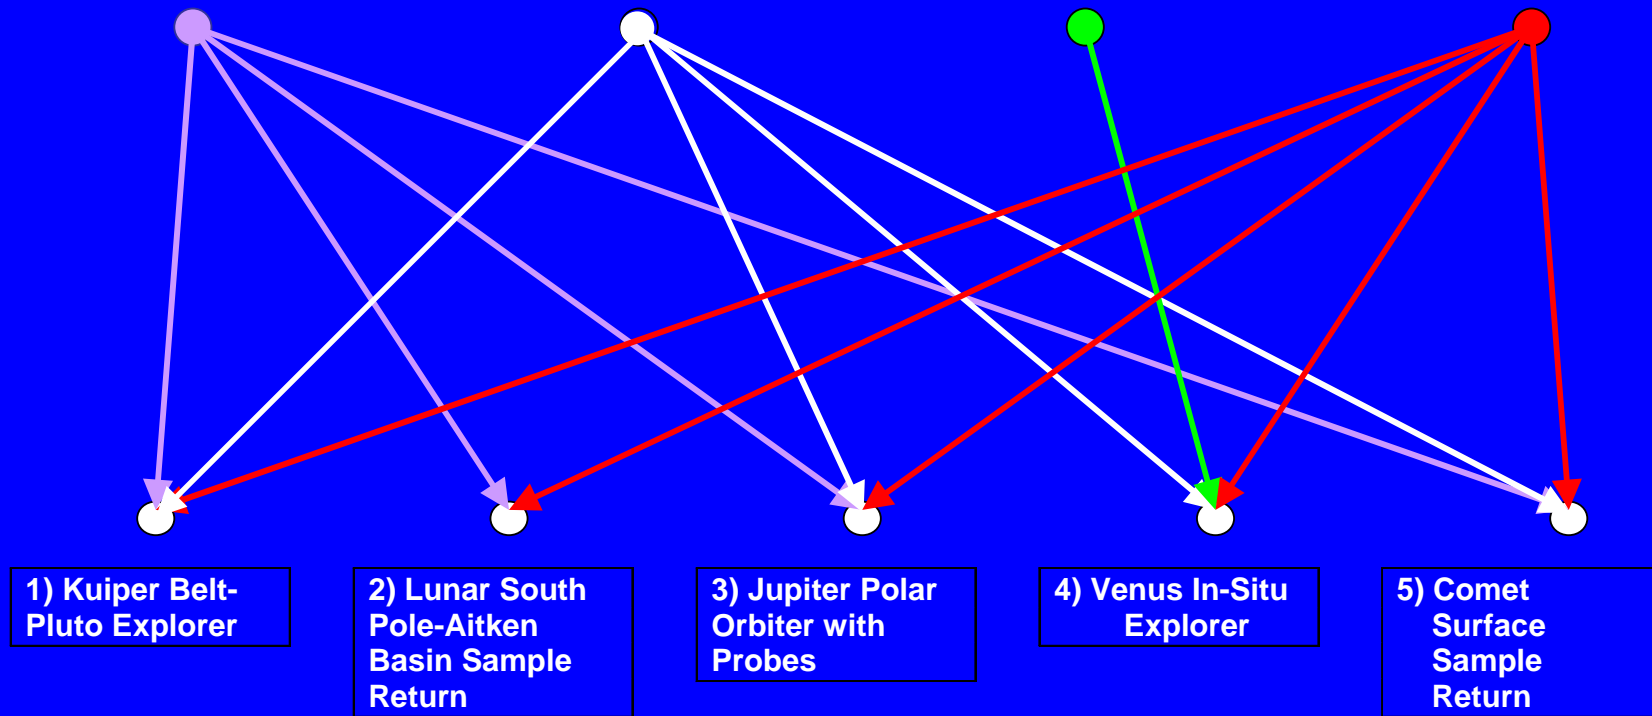 1) Kuiper Belt-
Pluto Explorer
2) Lunar South
Pole-Aitken
Basin Sample
Return
3) Jupiter Polar
Orbiter with
Probes
4) Venus In-Situ
Explorer
5) Comet
Surface
Sample
Return